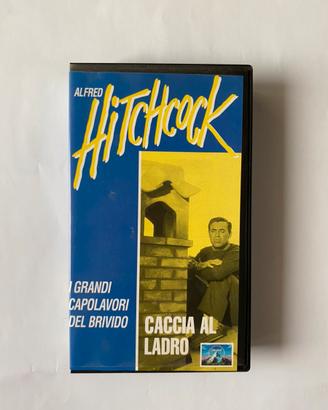 ALFRED
HiTCHCOCK
I GRANDI
CAPOLAVORI
DEL BRIVIDO
CACCIA AL
LADRO